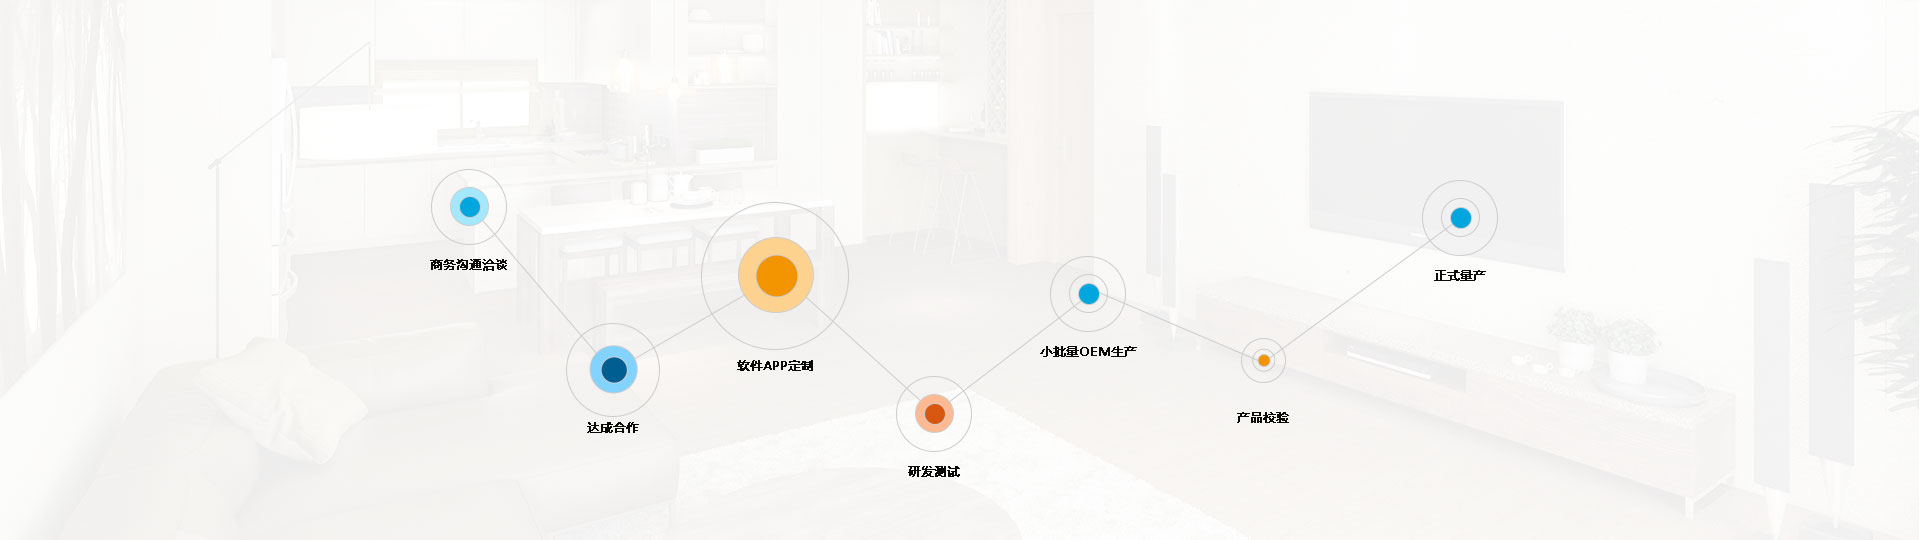 商务沟通洽谈
达成合作
软件APP定制
研发测试
小批量OEM生产
产品校验
正式量产